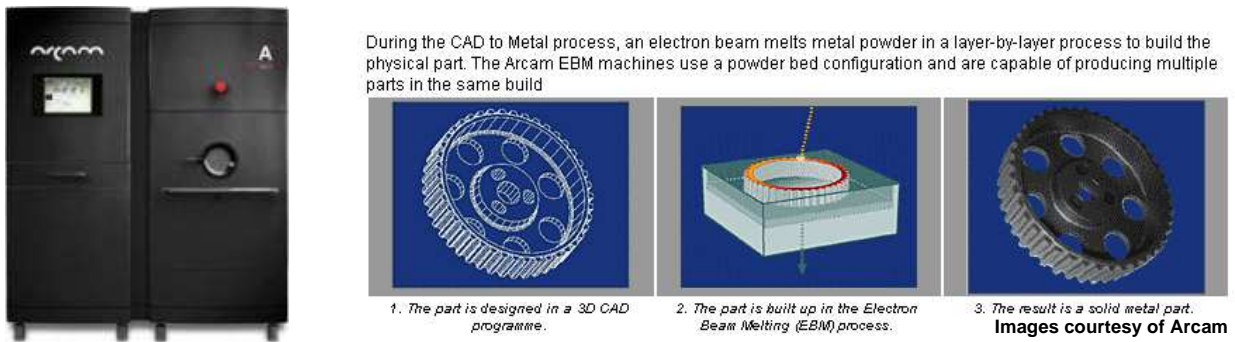 arcam
A
During the CAD to Metal process, an electron beam melts metal powder in a layer-by-layer process to build the
physical part. The Arcam EBM machines use a powder bed configuration and are capable of producing multiple
parts in the same build
1. The part is designed in a 3D CAD
programme.
2. The part is built up in the Electron
Beam Melting (EBM) process.
3. The result is a solid metal part.
Images courtesy of Arcam